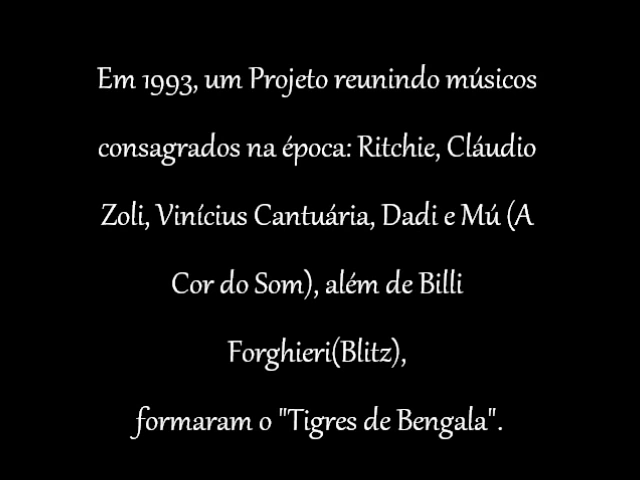 Em 1993, um Projeto reunindo músicos
consagrados na época: Ritchie, Cláudio
Zoli, Vinícius Cantuária, Dadi e Mú (A
Cor do Som), além de Billi
Forghieri(Blitz),
formaram o "Tigres de Bengala".